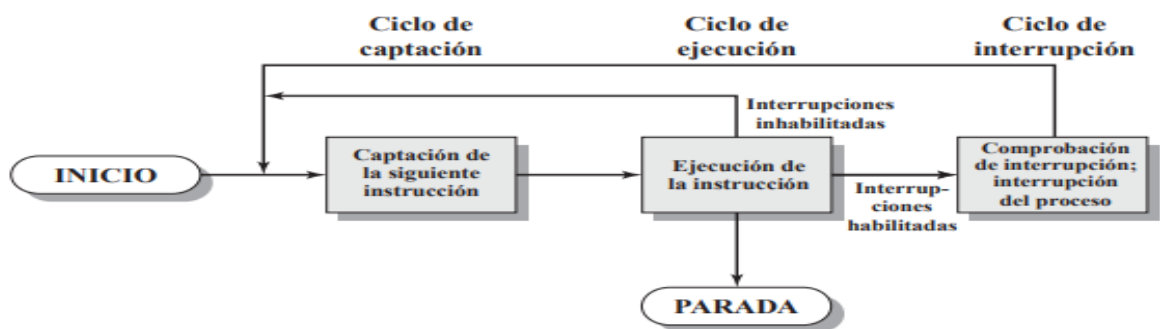 Ciclo de
captación
Ciclo de
ejecución
Ciclo de
interrupción
Interrupciones
inhabilitadas
INICIO
Captación de
la siguiente
instrucción
Ejecución de
la instrucción
Interrup-
ciones
habilitadas
Comprobación
de interrupción;
interrupción
del proceso
PARADA